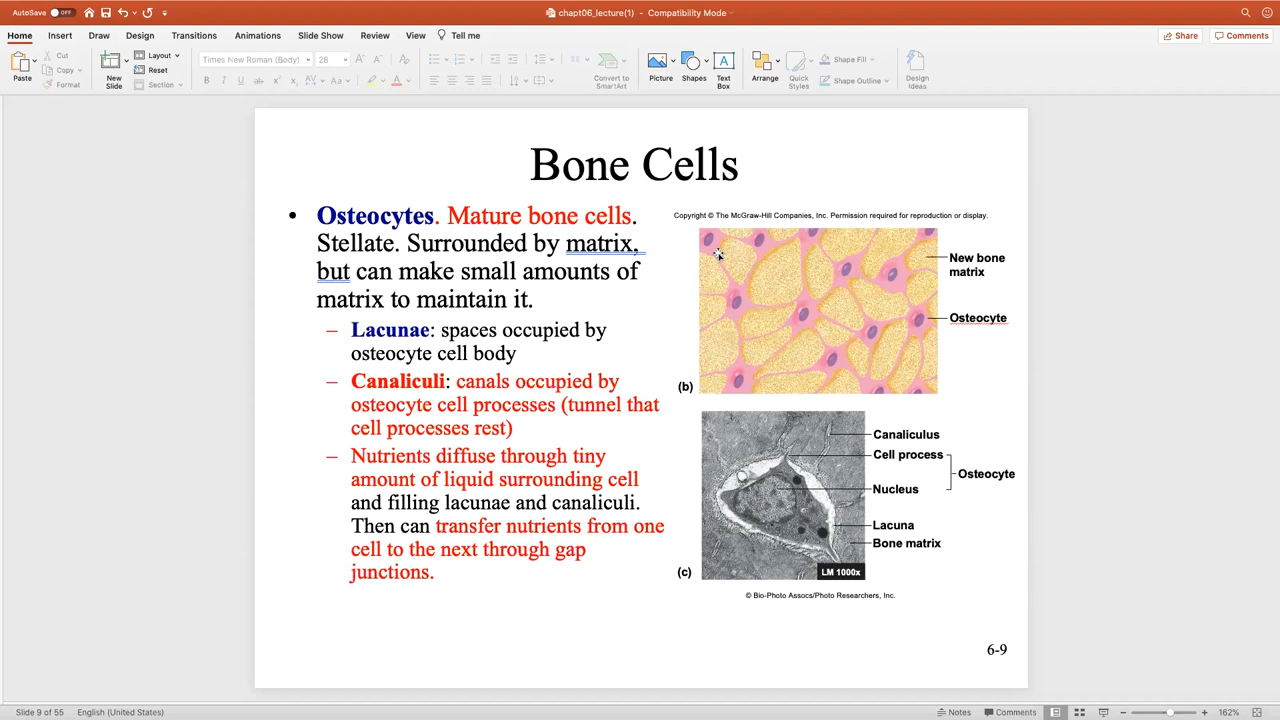 AutoSave OFF
chapt06_lecture(1) - Compatibility Mode
Home Insert Draw Design Transitions Animations Slide Show Review View Tell me
Share Comments
Paste
Cut
Copy
Format
New
Slide
Layout
Reset
Section
Times New Roman (Body) 28
Convert to
SmartArt
Picture
Shapes
Text
Box
Arrange
Quick
Styles
Shape Fill
Shape Outline
Design
Ideas
Bone Cells
• Osteocytes. Mature bone cells.
Stellate. Surrounded by matrix,
but can make small amounts of
matrix to maintain it.
– Lacunae: spaces occupied by
osteocyte cell body
– Canaliculi: canals occupied by
osteocyte cell processes (tunnel that
cell processes rest)
– Nutrients diffuse through tiny
amount of liquid surrounding cell
and filling lacunae and canaliculi.
Then can transfer nutrients from one
cell to the next through gap
junctions.
Copyright © The McGraw-Hill Companies, Inc. Permission required for reproduction or display.
New bone
matrix
Osteocyte
(b)
Canaliculus
Cell process
Osteocyte
Nucleus
Lacuna
Bone matrix
(c)
LM 1000x
© Bio-Photo Assocs/Photo Researchers, Inc.
6-9
Slide 9 of 55 English (United States)
Notes Comments 162%